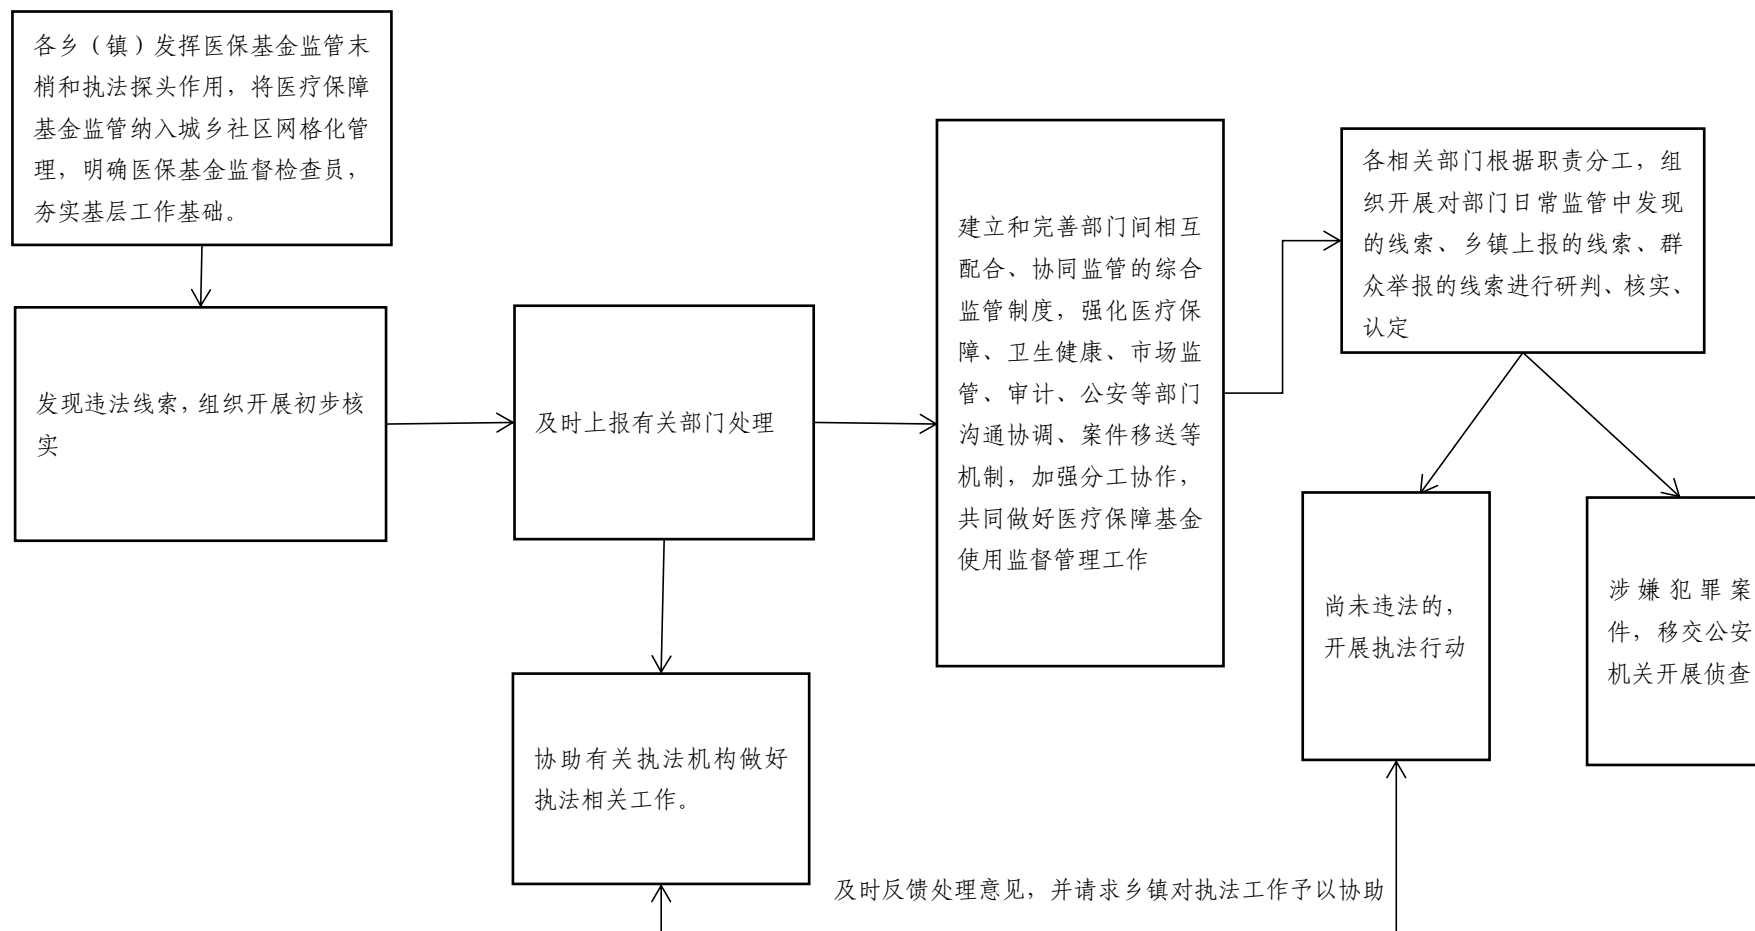 各乡（镇）发挥医保基金监管末
梢和执法探头作用，将医疗保障
基金监管纳入城乡社区网格化管
理，明确医保基金监督检查员，
夯实基层工作基础。
发现违法线索，组织开展初步核
实
及时上报有关部门处理
协助有关执法机构做好
执法相关工作。
建立和完善部门间相互
配合、协同监管的综合
监管制度，强化医疗保
障、卫生健康、市场监
管、审计、公安等部门
沟通协调、案件移送等
机制，加强分工协作，
共同做好医疗保障基金
使用监督管理工作
各相关部门根据职责分工，组
织开展对部门日常监管中发现
的线索、乡镇上报的线索、群
众举报的线索进行研判、核实、
认定
尚未违法的，
开展执法行动
涉嫌犯罪案
件，移交公安
机关开展侦查
及时反馈处理意见，并请求乡镇对执法工作予以协助